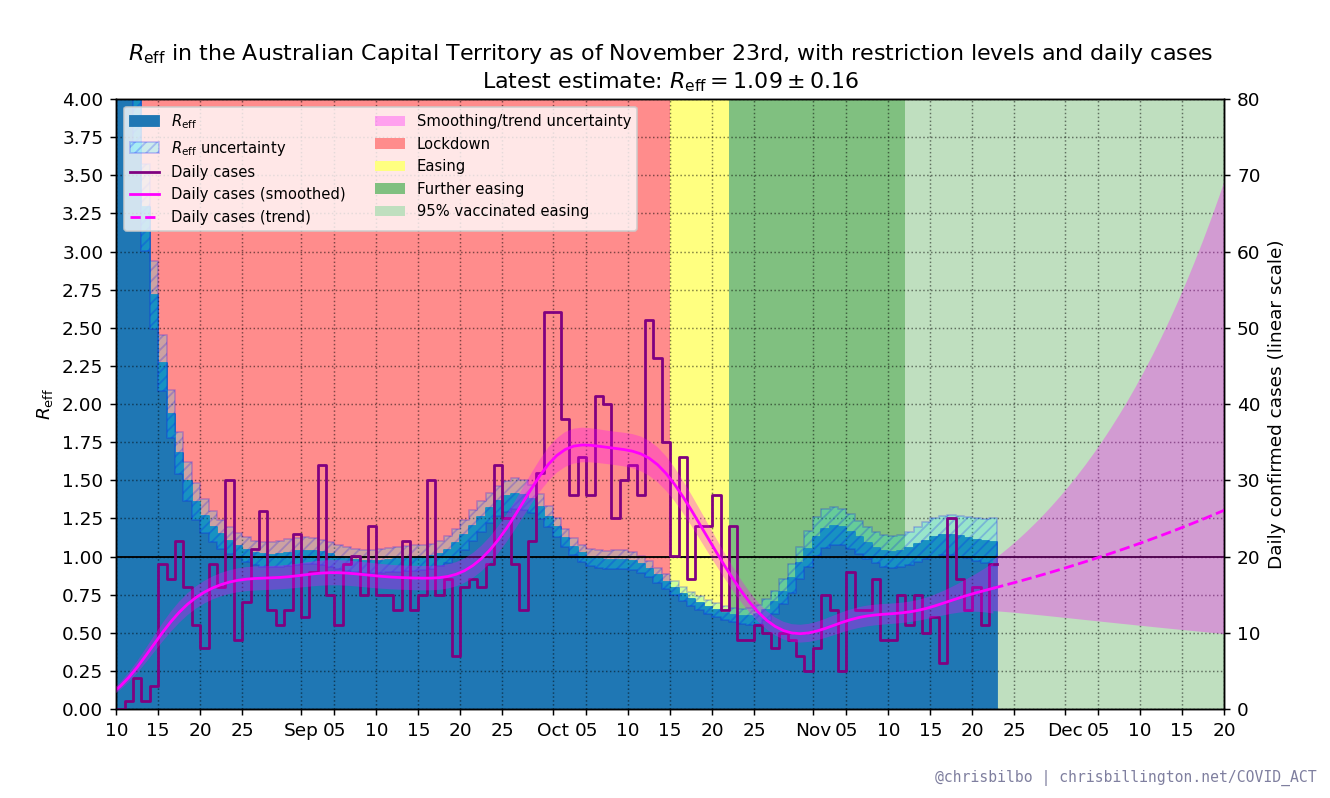 R_eff in the Australian Capital Territory as of November 23rd, with restriction levels and daily cases
Latest estimate: R_eff = 1.09 ± 0.16
4.00
3.75
3.50
3.25
3.00
2.75
2.50
2.25
2.00
1.75
1.50
1.25
1.00
0.75
0.50
0.25
0.00
R_eff
R_eff
R_eff uncertainty
Daily cases
Daily cases (smoothed)
Daily cases (trend)
Smoothing/trend uncertainty
Lockdown
Easing
Further easing
95% vaccinated easing
80
70
60
50
40
30
20
10
0
Daily confirmed cases (linear scale)
10 15 20 25 Sep 05 10 15 20 25 Oct 05 10 15 20 25 Nov 05 10 15 20 25 Dec 05 10 15 20
@chrisbilbo | chrisbillington.net/COVID_ACT